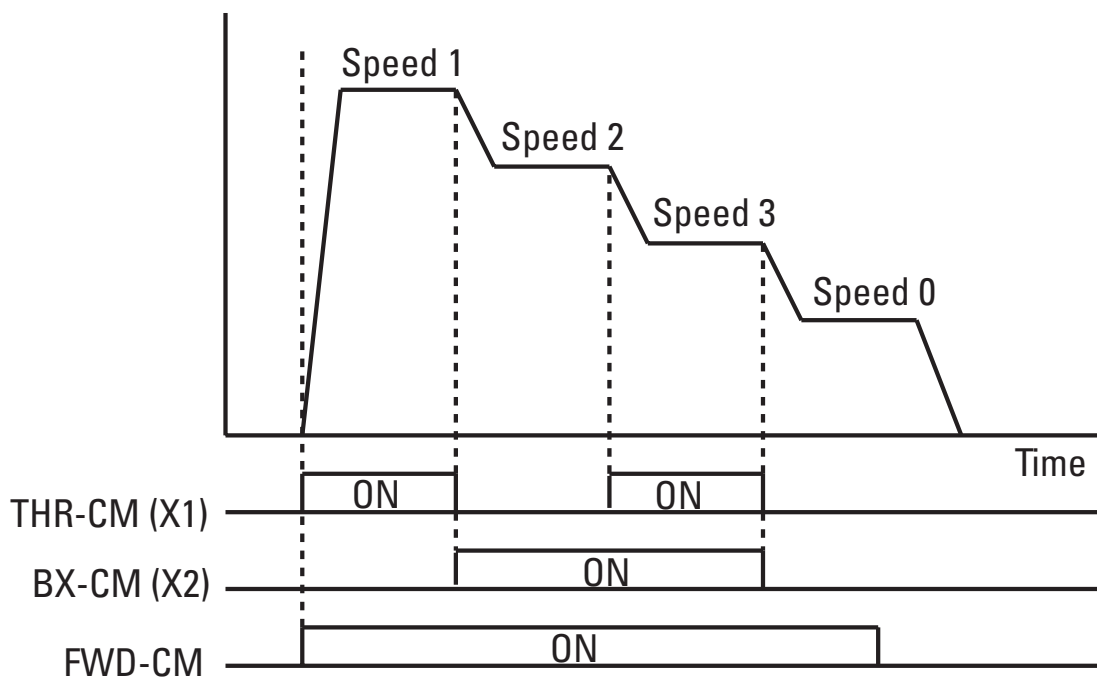 Speed 1
Speed 2
Speed 3
Speed 0
Time
THR-CM (X1)
ON
ON
BX-CM (X2)
ON
FWD-CM
ON